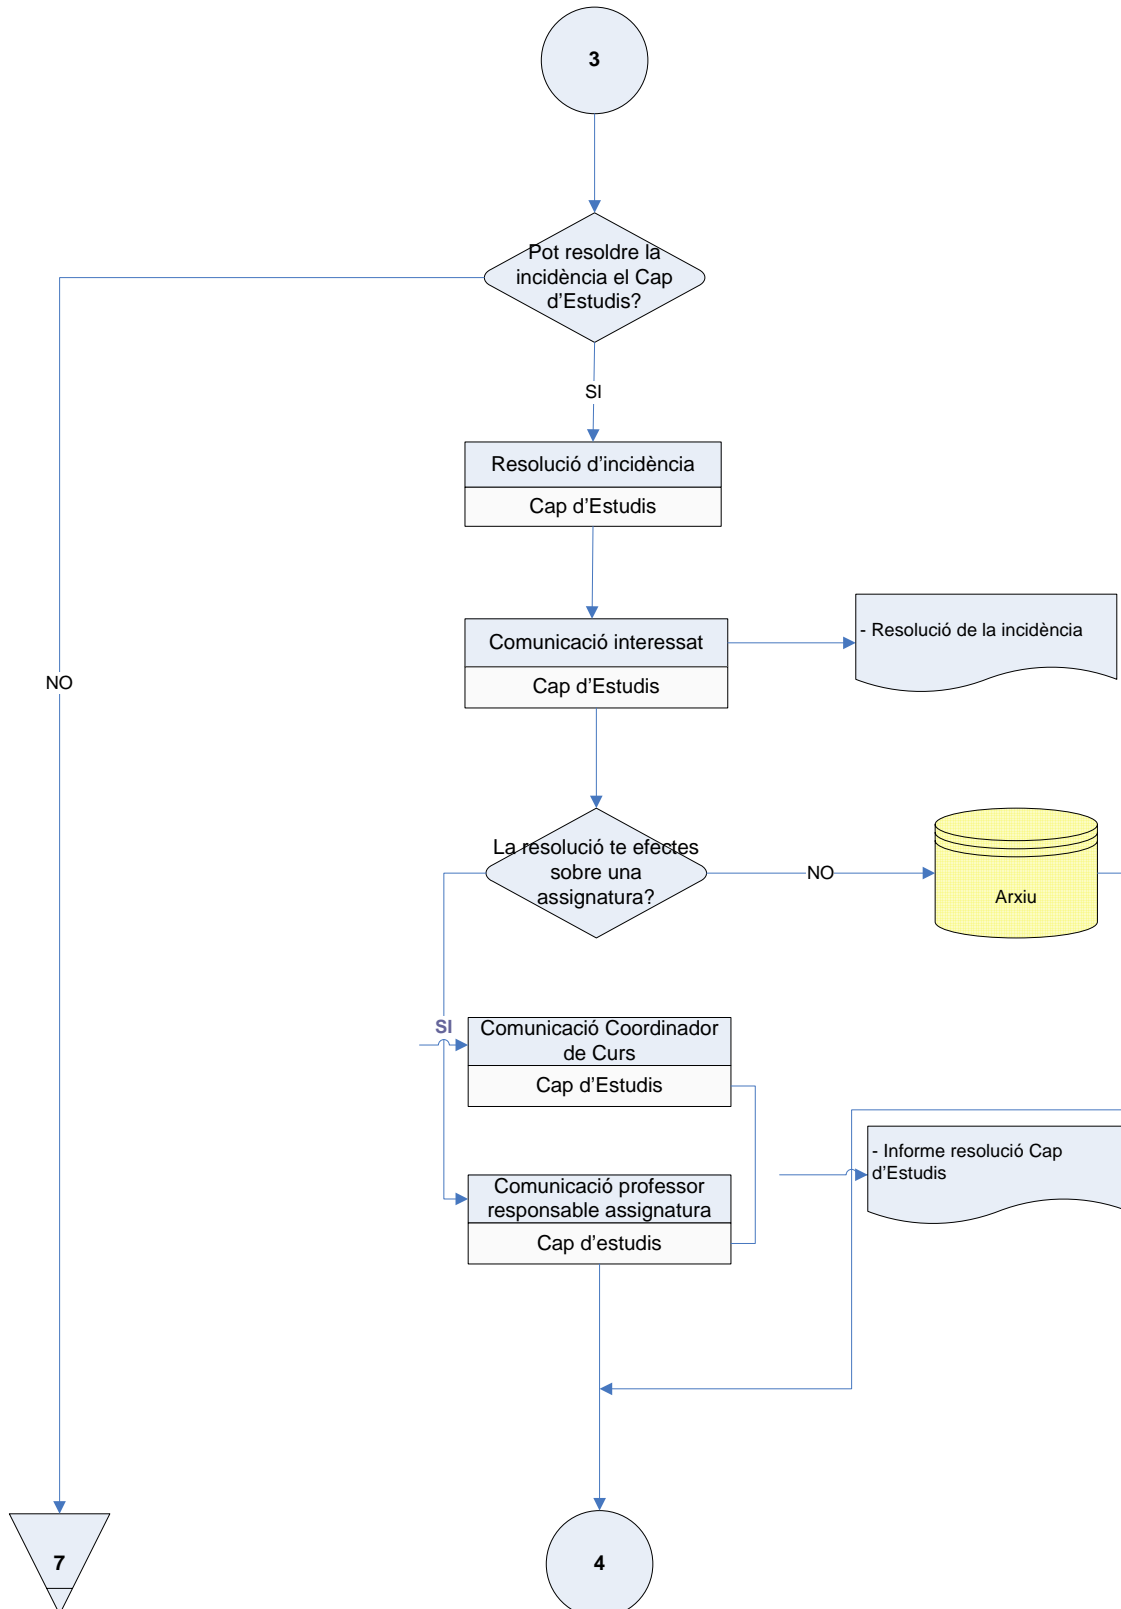 3
Pot resoldre la
incidència el Cap
d'Estudis?
SI
Resolució d'incidència
Cap d'Estudis
Comunicació interessat
Cap d'Estudis
- Resolució de la incidència
NO
La resolució te efectes
sobre una
assignatura?
NO
Arxiu
SI
Comunicació Coordinador
de Curs
Cap d'Estudis
- Informe resolució Cap
d'Estudis
Comunicació professor
responsable assignatura
Cap d'estudis
7
4